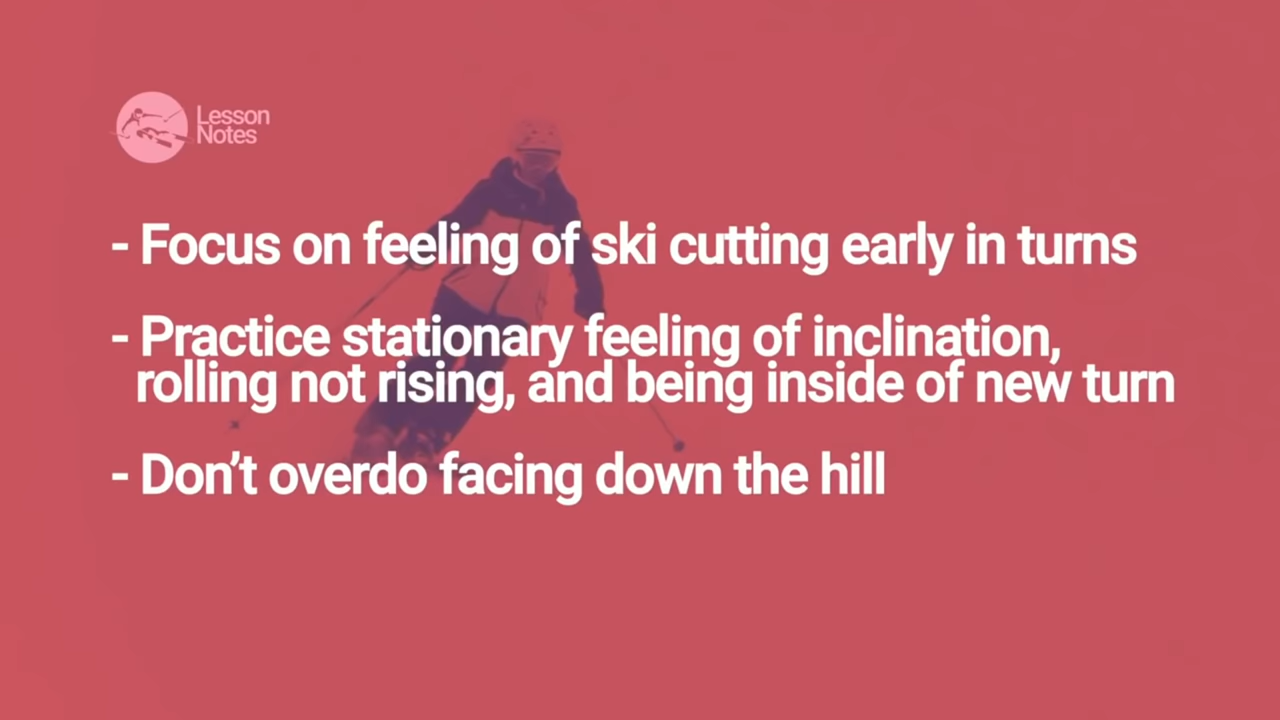 Lesson
Notes
- Focus on feeling of ski cutting early in turns
- Practice stationary feeling of inclination,
rolling not rising, and being inside of new turn
- Don’t overdo facing down the hill